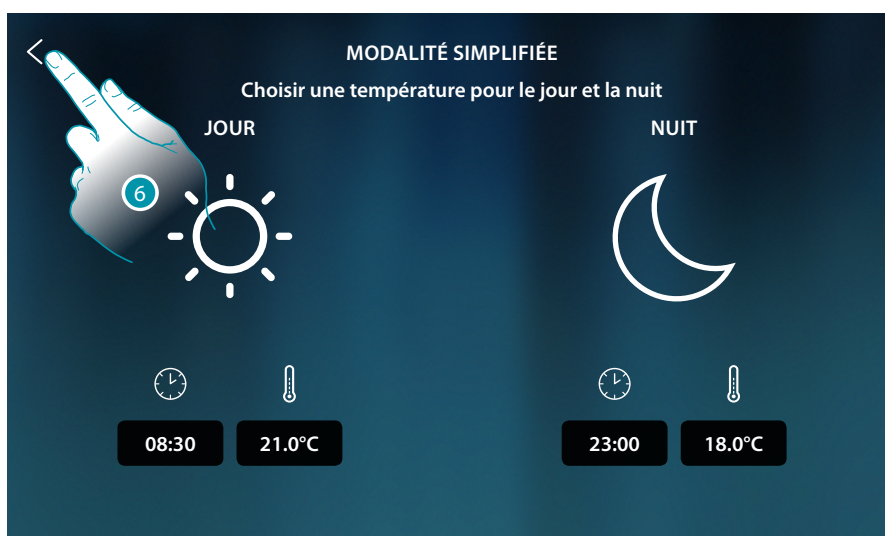 MODALITÉ SIMPLIFIÉE
Choisir une température pour le jour et la nuit
JOUR
NUIT
6
08:30
21.0°C
23:00
18.0°C